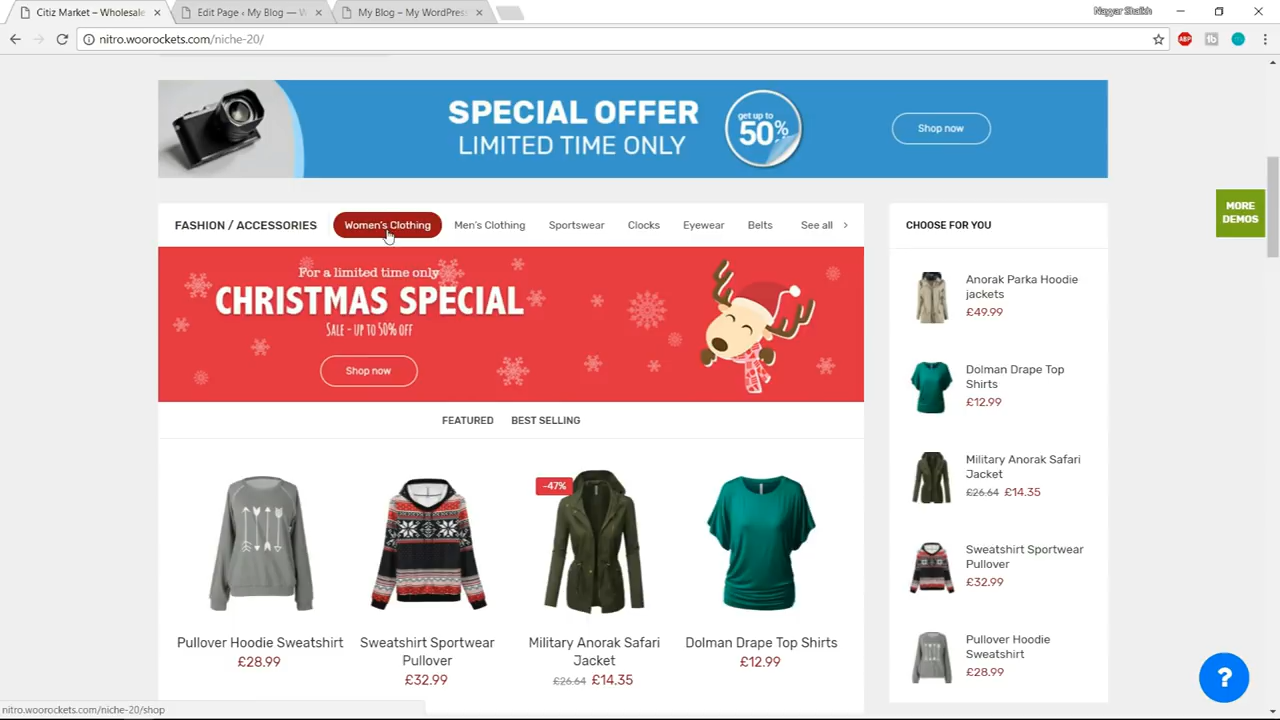 Citiz Market – Wholesale
Edit Page ‹ My Blog — W
My Blog – My WordPress
Nayyar Shaikh
nitro.woorockets.com/niche-20/
ABP
SPECIAL OFFER
LIMITED TIME ONLY
get up to
50%
Shop now
MORE
DEMOS
FASHION / ACCESSORIES
Women's Clothing
Men's Clothing
Sportswear
Clocks
Eyewear
Belts
See all
For a limited time only
CHRISTMAS SPECIAL
SALE - UP TO 50% OFF
Shop now
FEATURED
BEST SELLING
-47%
Pullover Hoodie Sweatshirt
£28.99
Sweatshirt Sportwear
Pullover
£32.99
Military Anorak Safari
Jacket
£26.64 £14.35
Dolman Drape Top Shirts
£12.99
CHOOSE FOR YOU
Anorak Parka Hoodie
jackets
£49.99
Dolman Drape Top
Shirts
£12.99
Military Anorak Safari
Jacket
£26.64 £14.35
Sweatshirt Sportwear
Pullover
£32.99
Pullover Hoodie
Sweatshirt
£28.99
?
nitro.woorockets.com/niche-20/shop